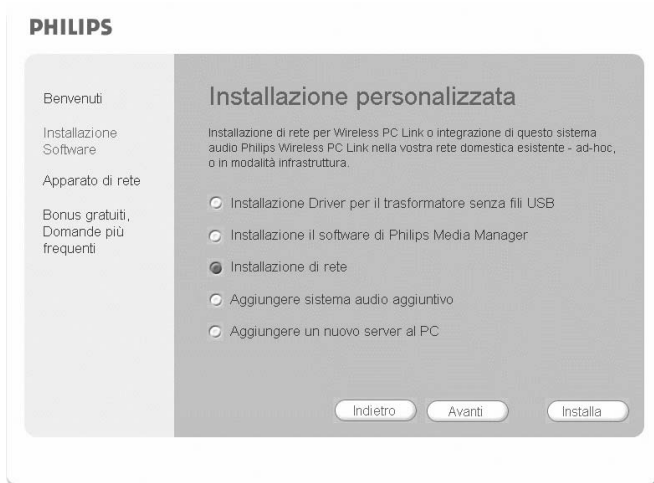 PHILIPS
Benvenuti
Installazione
Software
Apparato di rete
Bonus gratuiti,
Domande più
frequenti
Installazione personalizzata
Installazione di rete per Wireless PC Link o integrazione di questo sistema
audio Philips Wireless PC Link nella vostra rete domestica esistente - ad-hoc,
o in modalità infrastruttura.
Installazione Driver per il trasformatore senza fili USB
Installazione il software di Philips Media Manager
Installazione di rete
Aggiungere sistema audio aggiuntivo
Aggiungere un nuovo server al PC
Indietro Avanti Installa